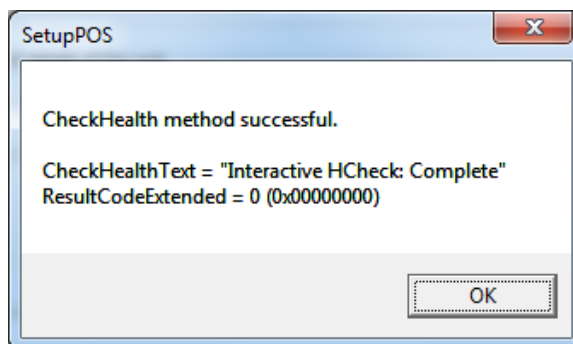 SetupPOS
CheckHealth method successful.
CheckHealthText = "Interactive HCheck: Complete"
ResultCodeExtended = 0 (0x00000000)
OK